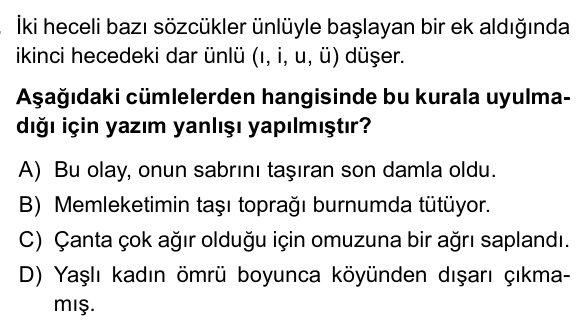 İki heceli bazı sözcükler ünlüyle başlayan bir ek aldığında
ikinci hecedeki dar ünlü (ı, i, u, ü) düşer.
Aşağıdaki cümlelerden hangisinde bu kurala uyulma-
dığı için yazım yanlışı yapılmıştır?
A) Bu olay, onun sabrını taşıran son damla oldu.
B) Memleketimin taşı toprağı burnumda tütüyor.
C) Çanta çok ağır olduğu için omuzuna bir ağrı saplandı.
D) Yaşlı kadın ömrü boyunca köyünden dışarı çıkma-
mış.